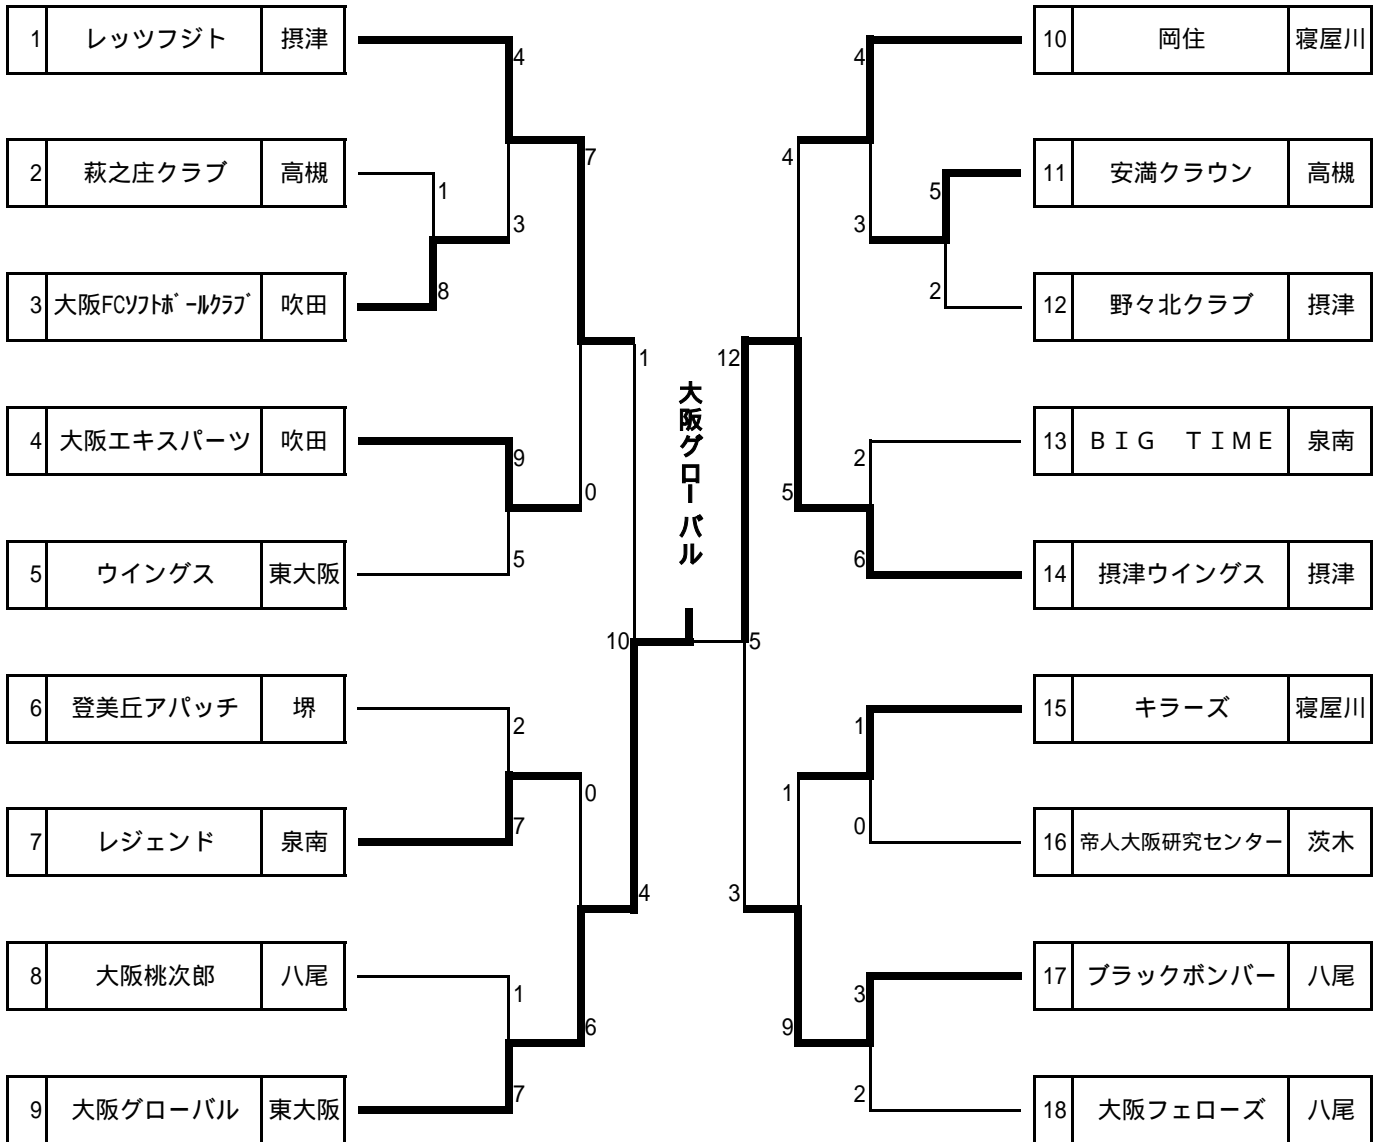 1 レッツフジト 摂津
2 萩之庄クラブ 高槻
3 大阪FCｿﾌﾄﾎﾞｰﾙｸﾗﾌﾞ 吹田
4 大阪エキスパーツ 吹田
5 ウイングス 東大阪
6 登美丘アパッチ 堺
7 レジェンド 泉南
8 大阪桃次郎 八尾
9 大阪グローバル 東大阪
4
7
1
3
8
1
9
0
5
10
2
0
7
4
1
6
7
大阪グローバル
4
4
5
3
2
12
2
5
6
5
1
1
0
3
3
9
2
10 岡住 寝屋川
11 安満クラウン 高槻
12 野々北クラブ 摂津
13 ＢＩＧ　ＴＩＭＥ 泉南
14 摂津ウイングス 摂津
15 キラーズ 寝屋川
16 帝人大阪研究センター 茨木
17 ブラックボンバー 八尾
18 大阪フェローズ 八尾